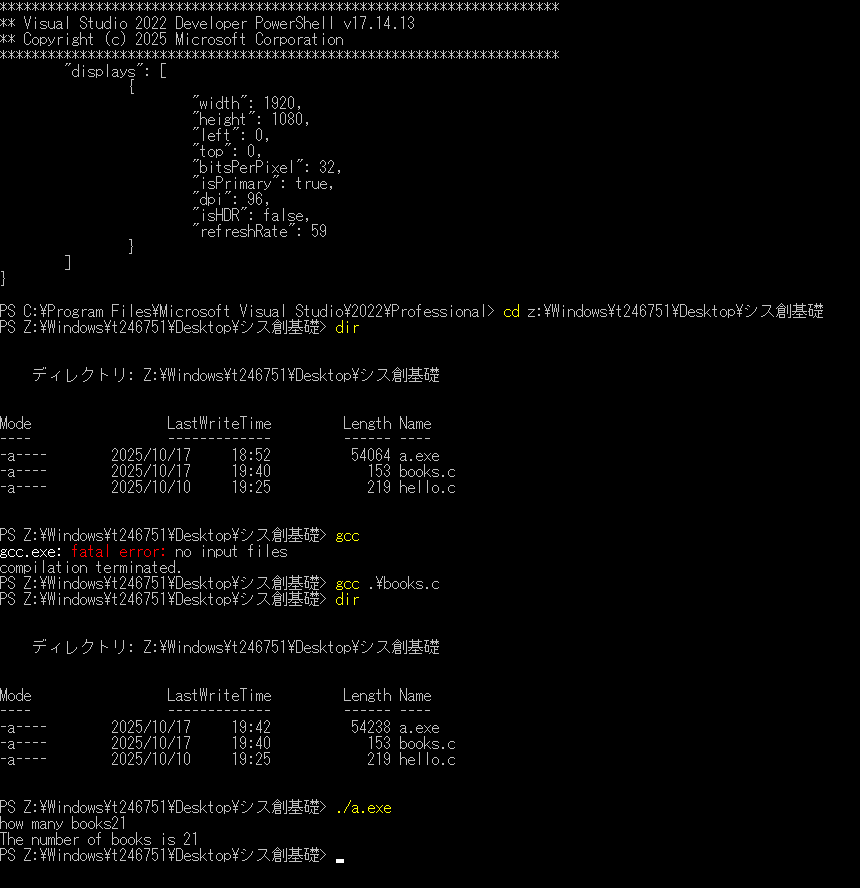 **********************************************************************
** Visual Studio 2022 Developer PowerShell v17.14.13
** Copyright (c) 2025 Microsoft Corporation
**********************************************************************
"displays": [
{
"width": 1920,
"height": 1080,
"left": 0,
"top": 0,
"bitsPerPixel": 32,
"isPrimary": true,
"dpi": 96,
"isHDR": false,
"refreshRate": 59
}
]
}
PS C:¥Program Files¥Microsoft Visual Studio¥2022¥Professional> cd z:¥Windows¥t246751¥Desktop¥シス創基礎
PS Z:¥Windows¥t246751¥Desktop¥シス創基礎> dir
ディレクトリ: Z:¥Windows¥t246751¥Desktop¥シス創基礎
Mode LastWriteTime Length Name
---- ------------- ------ ----
-a---- 2025/10/17 18:52 54064 a.exe
-a---- 2025/10/17 19:40 153 books.c
-a---- 2025/10/10 19:25 219 hello.c
PS Z:¥Windows¥t246751¥Desktop¥シス創基礎> gcc
gcc.exe: fatal error: no input files
compilation terminated.
PS Z:¥Windows¥t246751¥Desktop¥シス創基礎> gcc .¥books.c
PS Z:¥Windows¥t246751¥Desktop¥シス創基礎> dir
ディレクトリ: Z:¥Windows¥t246751¥Desktop¥シス創基礎
Mode LastWriteTime Length Name
---- ------------- ------ ----
-a---- 2025/10/17 19:42 54238 a.exe
-a---- 2025/10/17 19:40 153 books.c
-a---- 2025/10/10 19:25 219 hello.c
PS Z:¥Windows¥t246751¥Desktop¥シス創基礎> ./a.exe
how many books21
The number of books is 21
PS Z:¥Windows¥t246751¥Desktop¥シス創基礎>